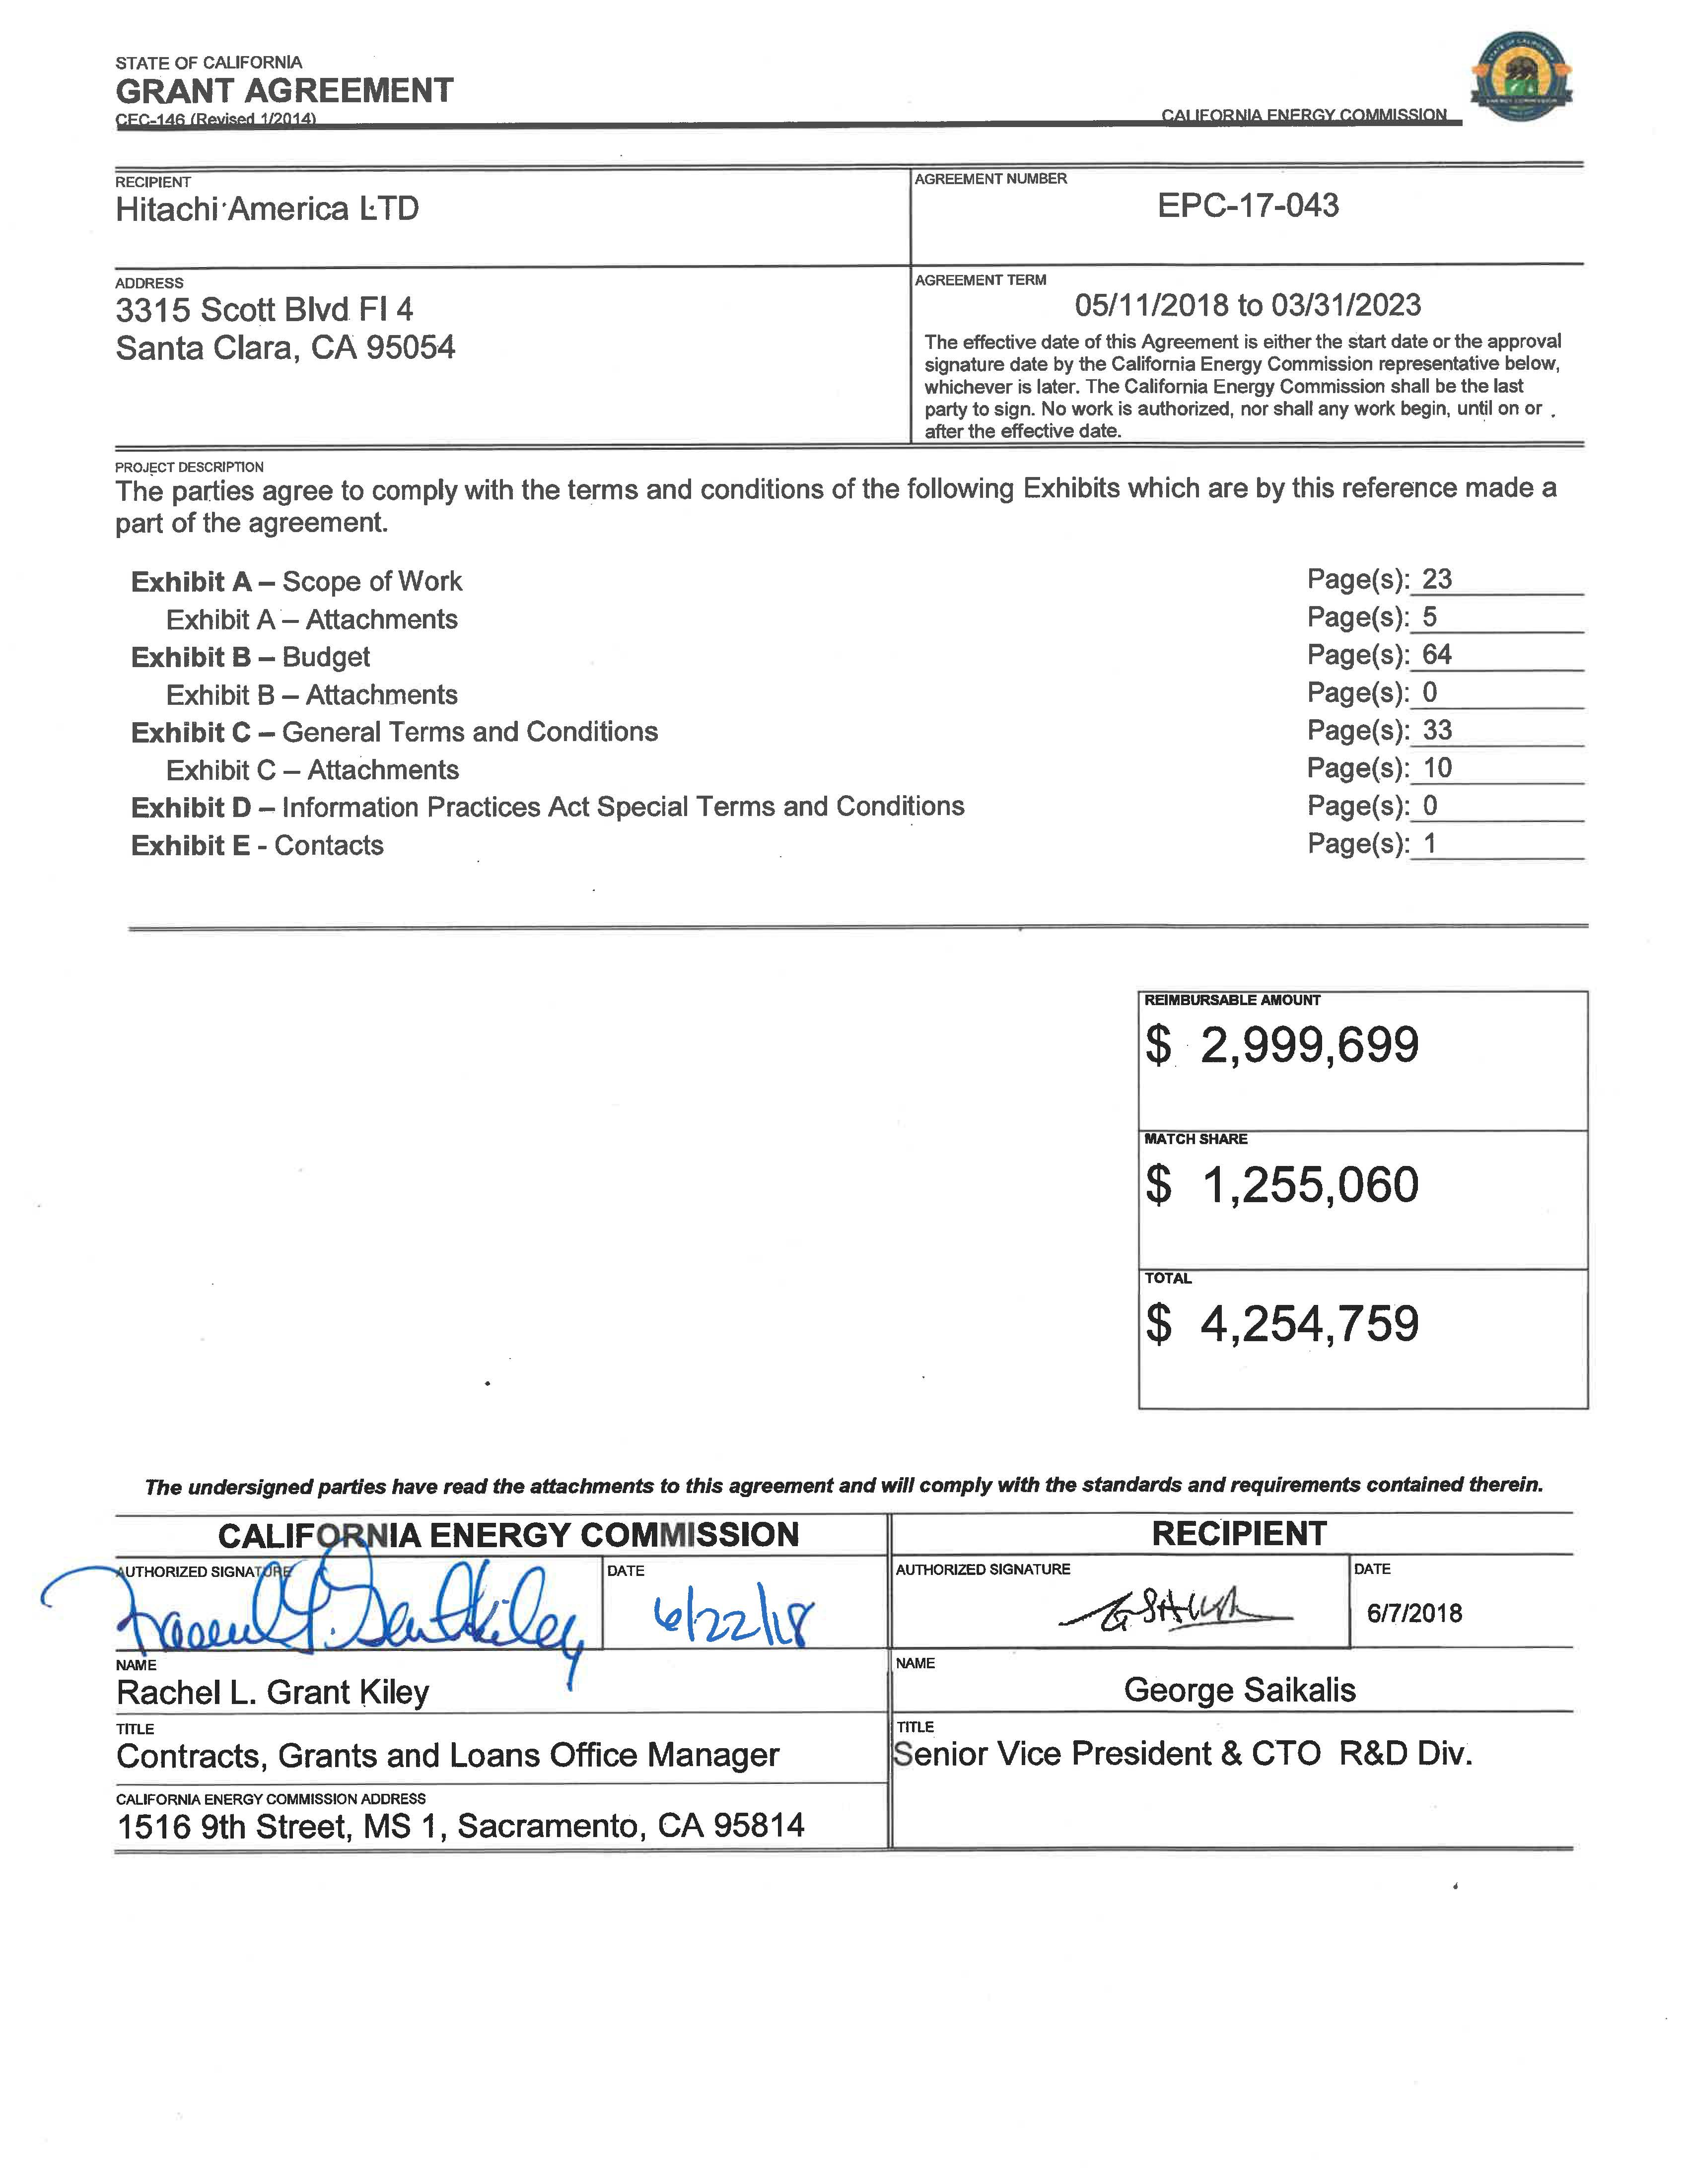 STATE OF CALIFORNIA
GRANT AGREEMENT
CEC-146 (Revised 1/2014)
CALIFORNIA ENERGY COMMISSION
RECIPIENT
Hitachi America LTD
AGREEMENT NUMBER
EPC-17-043
ADDRESS
3315 Scott Blvd Fl 4
Santa Clara, CA 95054
AGREEMENT TERM
05/11/2018 to 03/31/2023
The effective date of this Agreement is either the start date or the approval
signature date by the California Energy Commission representative below,
whichever is later. The California Energy Commission shall be the last
party to sign. No work is authorized, nor shall any work begin, until on or
after the effective date.
PROJECT DESCRIPTION
The parties agree to comply with the terms and conditions of the following Exhibits which are by this reference made a
part of the agreement.
Exhibit A – Scope of Work Page(s): 23
Exhibit A – Attachments Page(s): 5
Exhibit B – Budget Page(s): 64
Exhibit B – Attachments Page(s): 0
Exhibit C – General Terms and Conditions Page(s): 33
Exhibit C – Attachments Page(s): 10
Exhibit D – Information Practices Act Special Terms and Conditions Page(s): 0
Exhibit E - Contacts Page(s): 1
REIMBURSABLE AMOUNT
$ 2,999,699
MATCH SHARE
$ 1,255,060
TOTAL
$ 4,254,759
The undersigned parties have read the attachments to this agreement and will comply with the standards and requirements contained therein.
CALIFORNIA ENERGY COMMISSION
AUTHORIZED SIGNATURE
DATE
6/22/18
NAME
Rachel L. Grant Kiley
TITLE
Contracts, Grants and Loans Office Manager
CALIFORNIA ENERGY COMMISSION ADDRESS
1516 9th Street, MS 1, Sacramento, CA 95814
RECIPIENT
AUTHORIZED SIGNATURE
DATE
6/7/2018
NAME
George Saikalis
TITLE
Senior Vice President & CTO R&D Div.